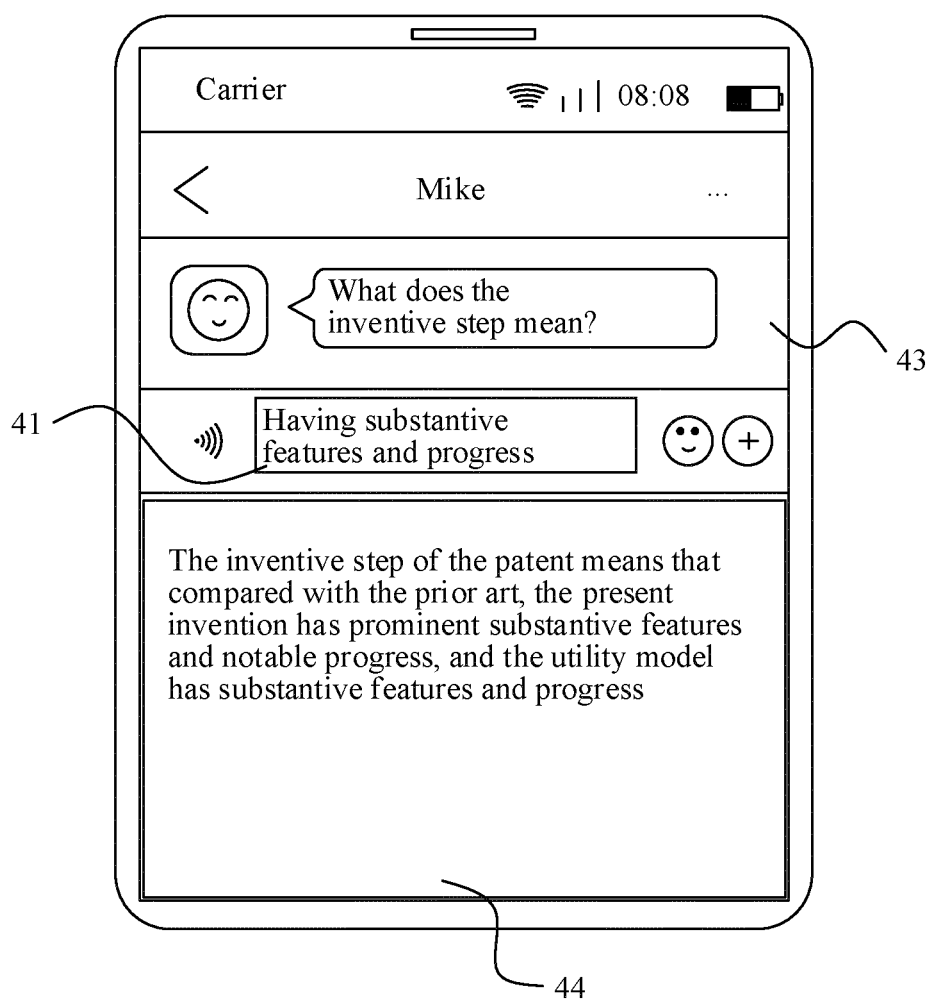 Carrier 08:08
Mike ...
What does the
inventive step mean?
43
41
Having substantive
features and progress
The inventive step of the patent means that
compared with the prior art, the present
invention has prominent substantive features
and notable progress, and the utility model
has substantive features and progress
44